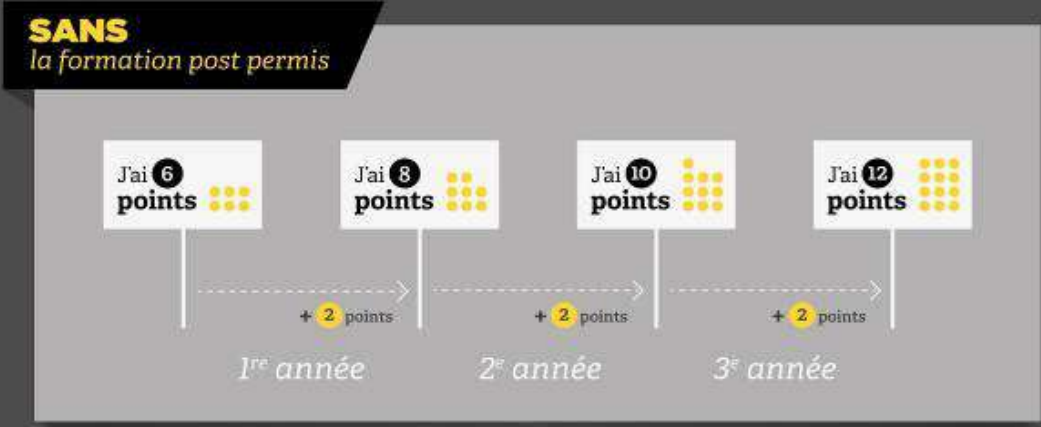 SANS
la formation post permis
J'ai 6
points
J'ai 8
points
J'ai 10
points
J'ai 12
points
+ 2 points
+ 2 points
+ 2 points
1re année
2e année
3e année